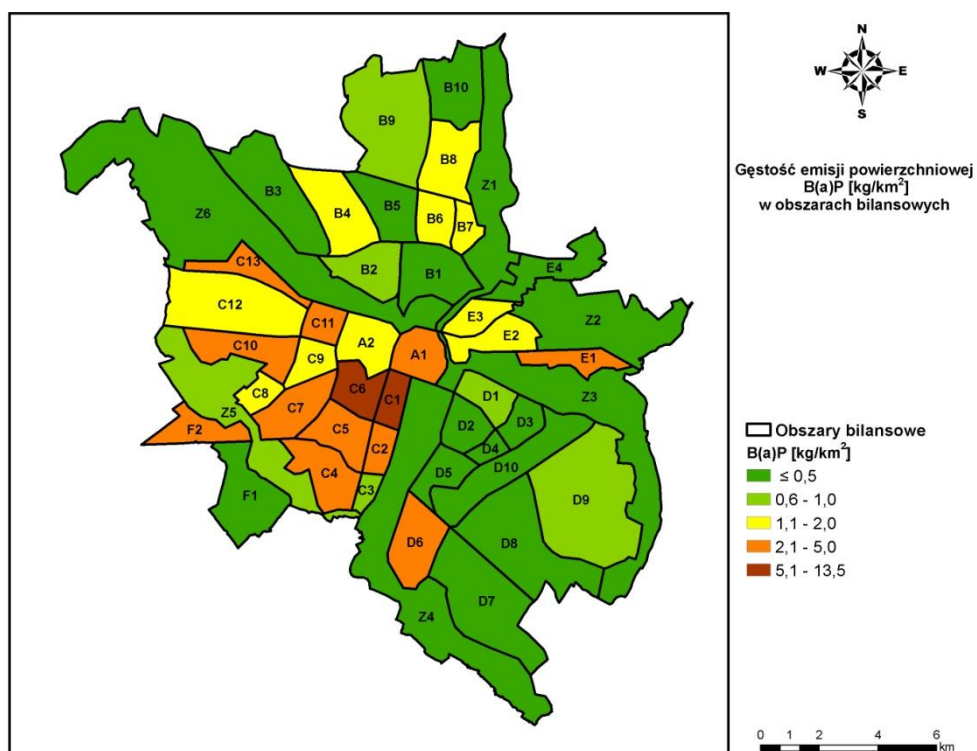 N
W E
S
Gęstość emisji powierzchniowej
B(a)P [kg/km²]
w obszarach bilansowych
B10
B9
B8
Z1
B3
B4
B5
B6
B7
Z6
C13
B2
B1
E4
C12
C11
A2
E3
E2
Z2
C10
C9
A1
E1
C8
C6
C1
D1
Z3
Z5
C7
F2
C5
C2
D2
D3
D4
C4
C3
D5
D10
F1
D9
D6
D8
D7
Z4
Obszary bilansowe
B(a)P [kg/km²]
≤ 0,5
0,6 - 1,0
1,1 - 2,0
2,1 - 5,0
5,1 - 13,5
0 1 2 4 6
km